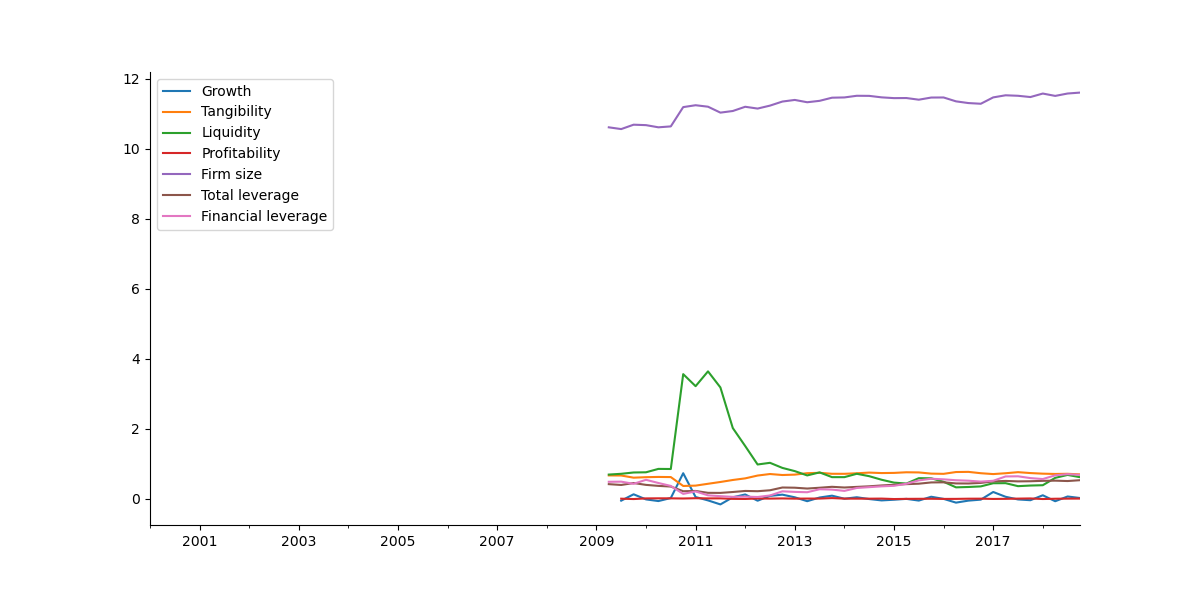 12
10
8
6
4
2
0
Growth
Tangibility
Liquidity
Profitability
Firm size
Total leverage
Financial leverage
2001 2003 2005 2007 2009 2011 2013 2015 2017